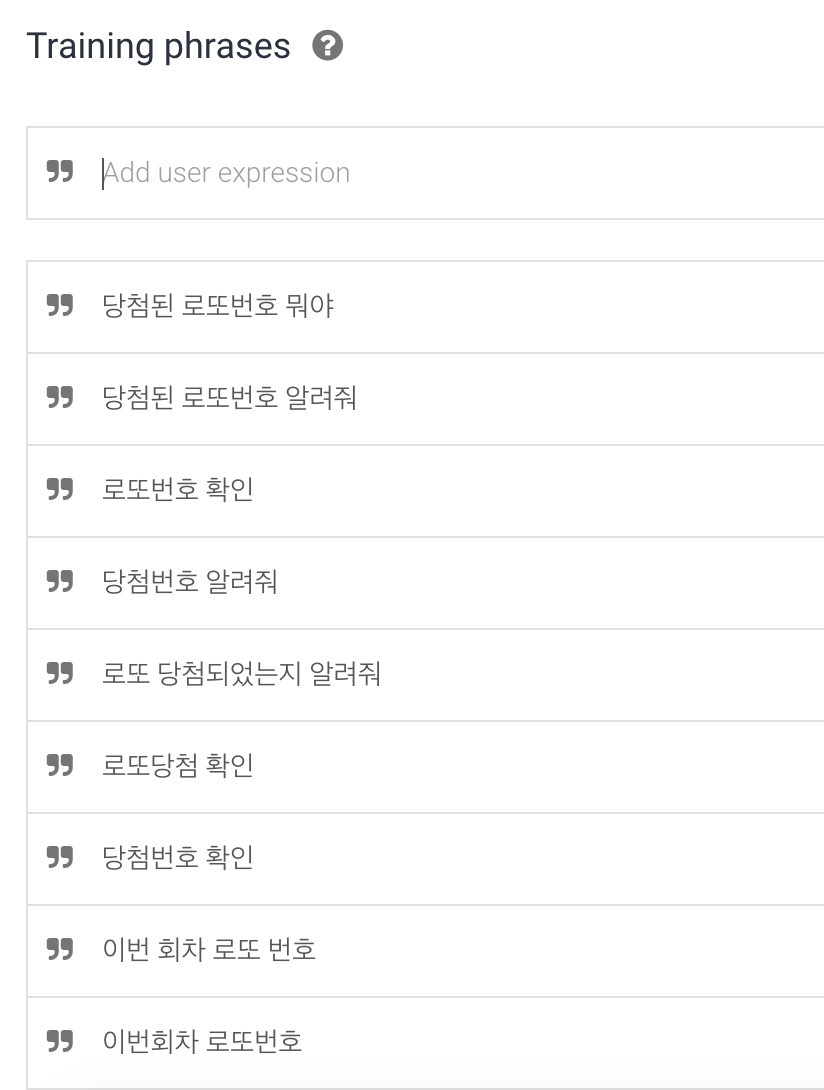 Training phrases
Add user expression
당첨된 로또번호 뭐야
당첨된 로또번호 알려줘
로또번호 확인
당첨번호 알려줘
로또 당첨되었는지 알려줘
로또당첨 확인
당첨번호 확인
이번 회차 로또 번호
이번회차 로또번호